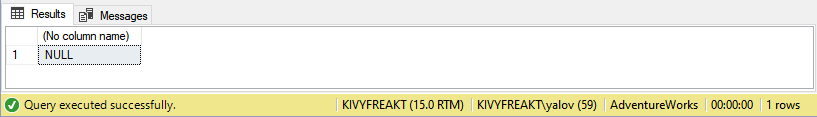 Results Messages
(No column name)
1 NULL
Query executed successfully. KIVYFREAKT (15.0 RTM) KIVYFREAKT\yalov (59) AdventureWorks 00:00:00 1 rows